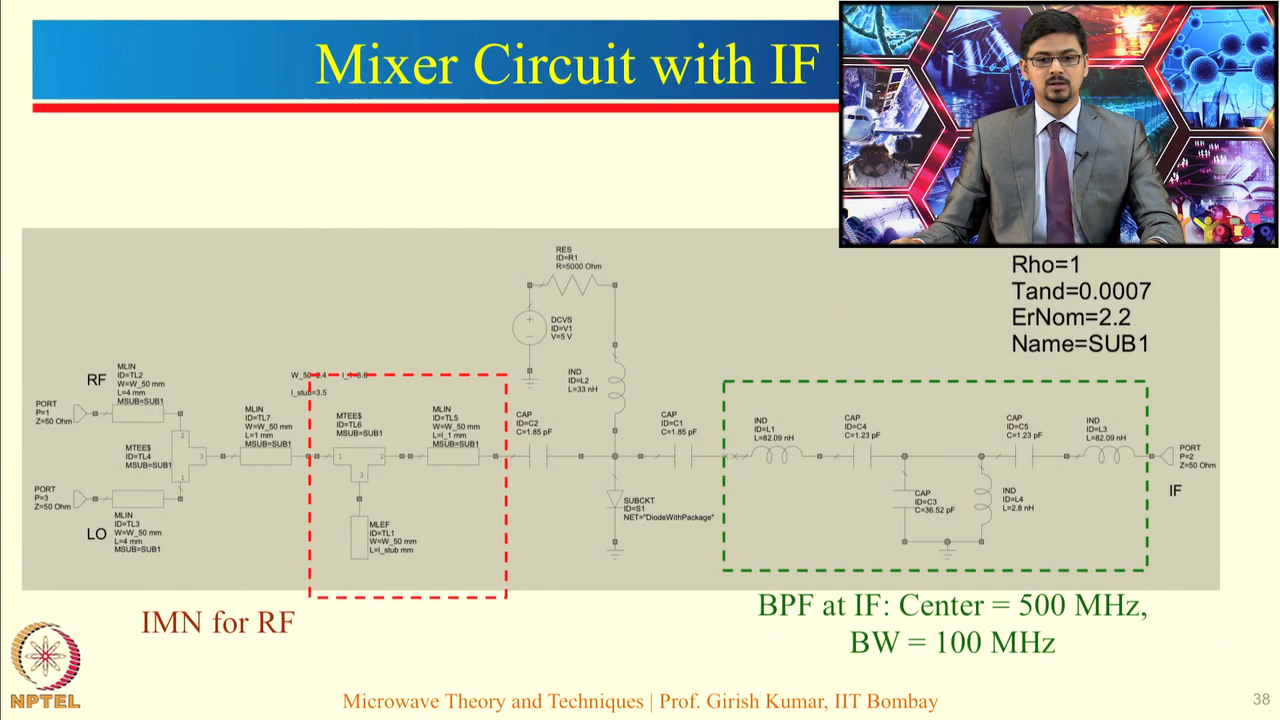 Mixer Circuit with IF
Rho=1
Tand=0.0007
ErNom=2.2
Name=SUB1
RES
ID=R1
R=5000 Ohm
DCVS
ID=V1
V=5 V
IND
ID=L2
L=33 nH
RF
MLIN
ID=TL2
W=W_50 mm
L=4 mm
MSUB=SUB1
PORT
P=1
Z=50 Ohm
MTEE$
ID=TL4
MSUB=SUB1
2
3
1
PORT
P=3
Z=50 Ohm
LO
MLIN
ID=TL3
W=W_50 mm
L=4 mm
MSUB=SUB1
MLIN
ID=TL7
W=W_50 mm
L=1 mm
MSUB=SUB1
W_50=2.4
l_stub=3.5
MTEE$
ID=TL6
MSUB=SUB1
1
2
3
MLIN
ID=TL5
W=W_50 mm
L=l_1 mm
MSUB=SUB1
MLEF
ID=TL1
W=W_50 mm
L=l_stub mm
CAP
ID=C2
C=1.85 pF
CAP
ID=C1
C=1.85 pF
SUBCKT
ID=S1
NET="DiodeWithPackage"
IND
ID=L1
L=82.09 nH
CAP
ID=C4
C=1.23 pF
CAP
ID=C3
C=36.52 pF
IND
ID=L4
L=2.8 nH
CAP
ID=C5
C=1.23 pF
IND
ID=L3
L=82.09 nH
PORT
P=2
Z=50 Ohm
IF
IMN for RF
BPF at IF: Center = 500 MHz,
BW = 100 MHz
NPTEL
Microwave Theory and Techniques | Prof. Girish Kumar, IIT Bombay
38